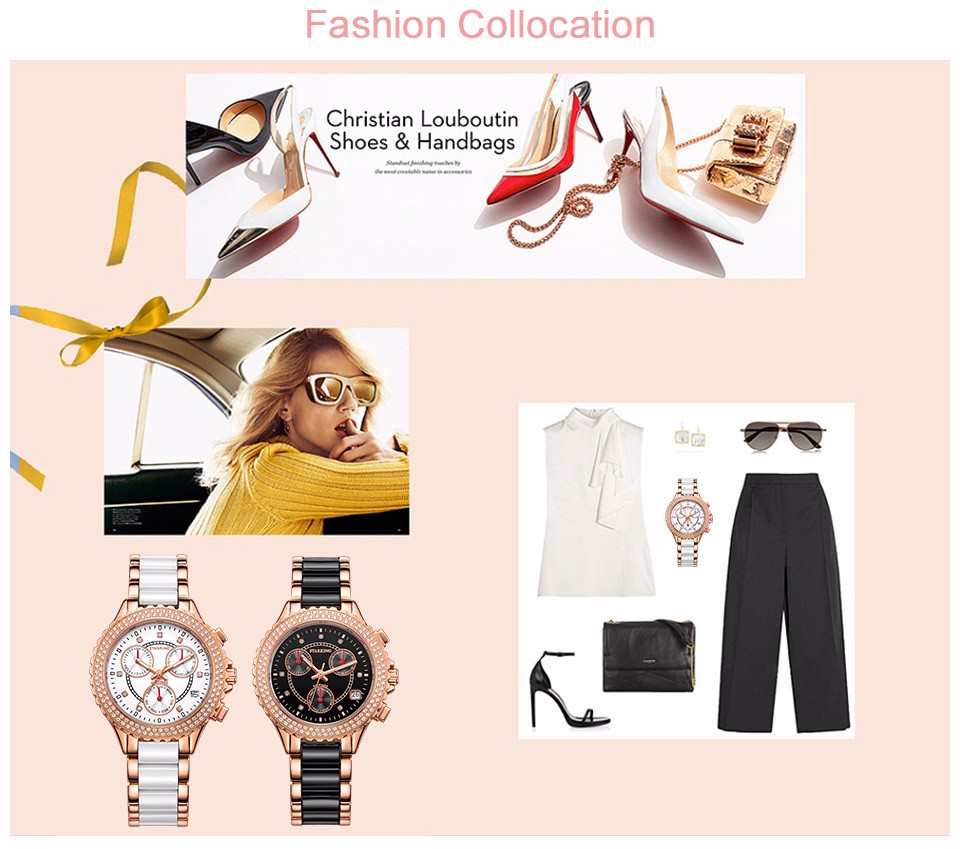 Fashion Collocation
Christian Louboutin
Shoes & Handbags
Standout finishing touches by
the most covetable name in accessories
STARKING
STARKING